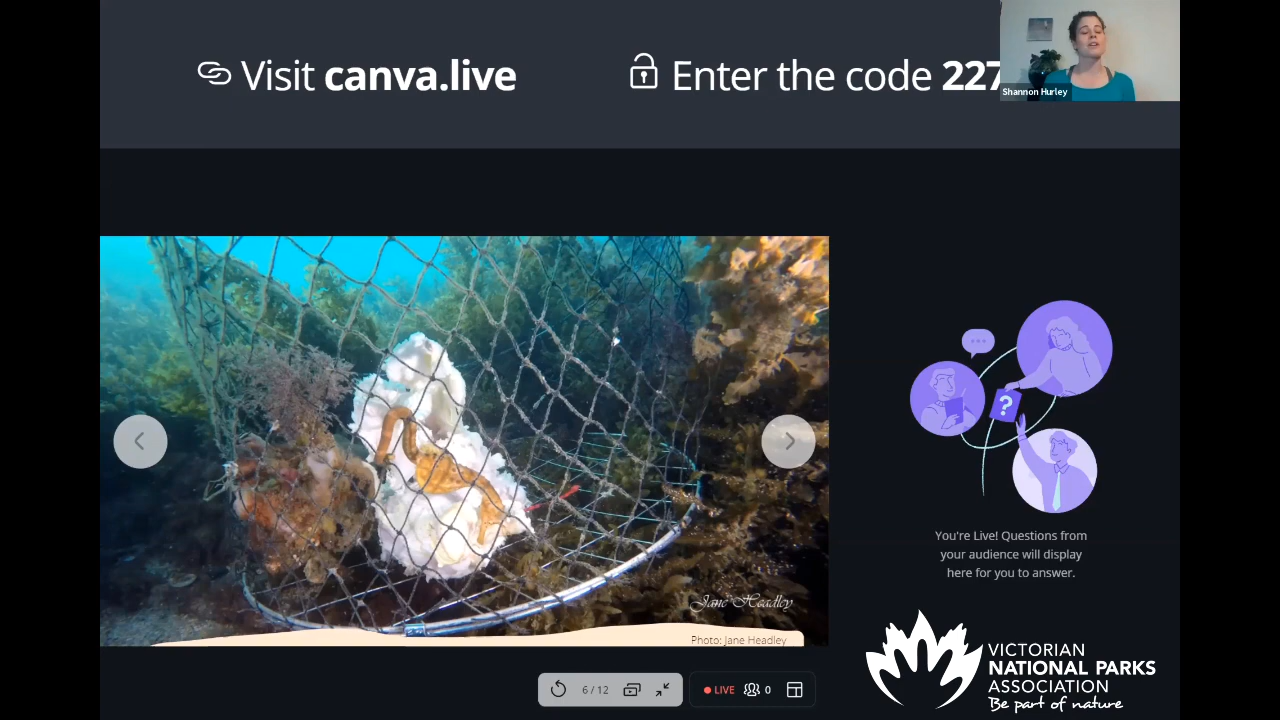 Visit canva.live
Enter the code 227
Shannon Hurley
?
Jane Headley
Photo: Jane Headley
You're Live! Questions from
your audience will display
here for you to answer.
6 / 12
LIVE
0
VICTORIAN
NATIONAL PARKS
ASSOCIATION
Be part of nature